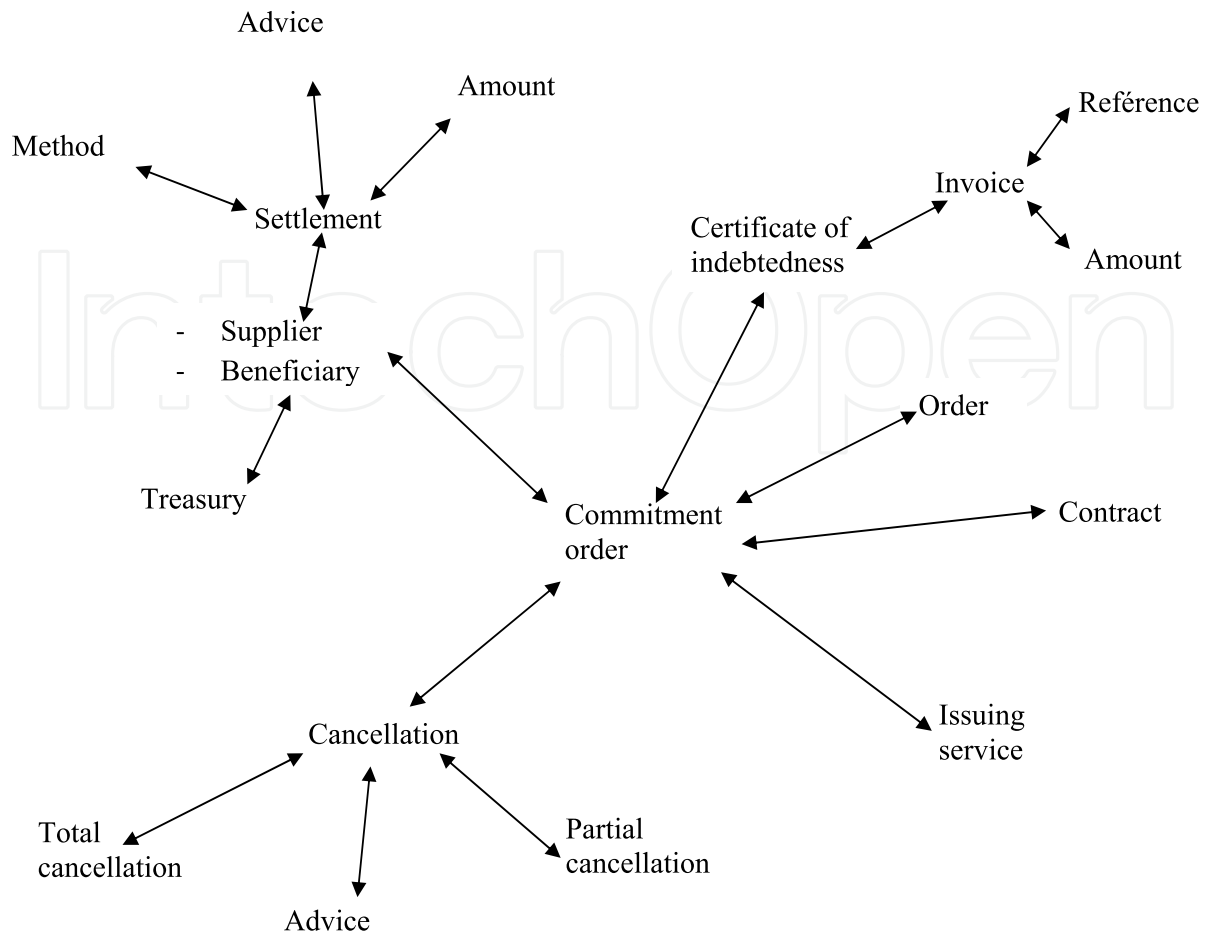 Advice
Amount
Method
Settlement
Reférence
Invoice
Certificate of
indebtedness
Amount
IntechOpen
- Supplier
- Beneficiary
Order
Treasury
Commitment
order
Contract
Cancellation
Issuing
service
Total
cancellation
Partial
cancellation
Advice